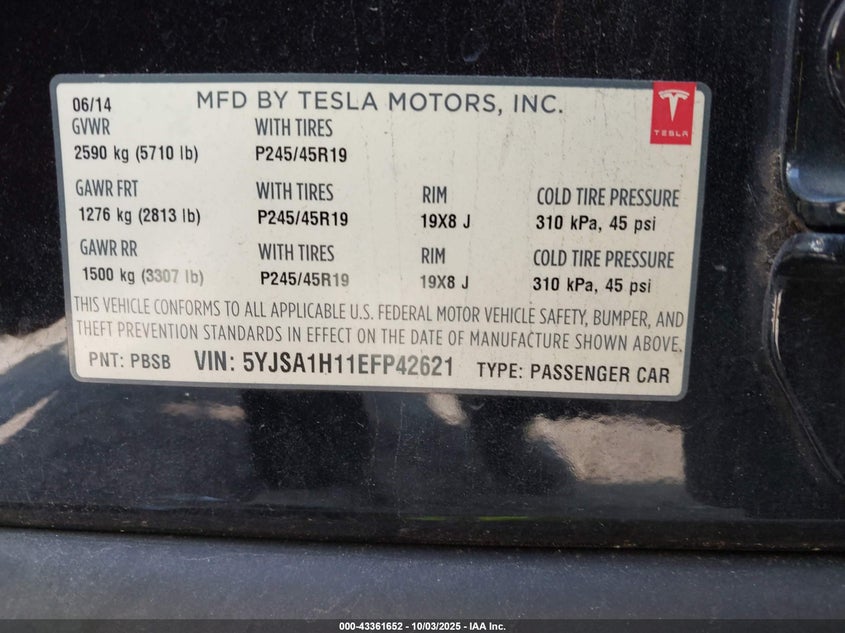 06/14 MFD BY TESLA MOTORS, INC.
TESLA
GVWR WITH TIRES
2590 kg (5710 lb) P245/45R19
GAWR FRT WITH TIRES RIM COLD TIRE PRESSURE
1276 kg (2813 lb) P245/45R19 19X8 J 310 kPa, 45 psi
GAWR RR WITH TIRES RIM COLD TIRE PRESSURE
1500 kg (3307 lb) P245/45R19 19X8 J 310 kPa, 45 psi
THIS VEHICLE CONFORMS TO ALL APPLICABLE U.S. FEDERAL MOTOR VEHICLE SAFETY, BUMPER, AND
THEFT PREVENTION STANDARDS IN EFFECT ON THE DATE OF MANUFACTURE SHOWN ABOVE.
PNT: PBSB VIN: 5YJSA1H11EFP42621 TYPE: PASSENGER CAR
000-43361652 - 10/03/2025 - IAA Inc.